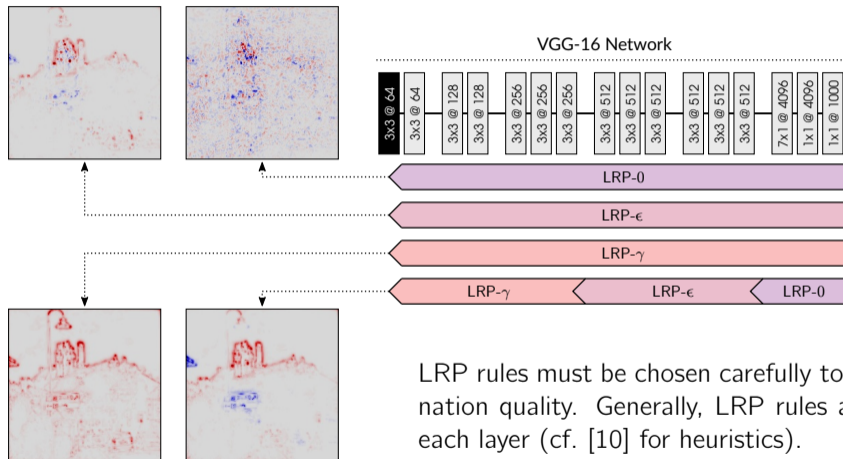 VGG-16 Network
3x3 @ 64
3x3 @ 64
3x3 @ 128
3x3 @ 128
3x3 @ 256
3x3 @ 256
3x3 @ 256
3x3 @ 512
3x3 @ 512
3x3 @ 512
3x3 @ 512
3x3 @ 512
3x3 @ 512
7x1 @ 4096
1x1 @ 4096
1x1 @ 1000
LRP-0
LRP-ϵ
LRP-γ
LRP-γ LRP-ϵ LRP-0
LRP rules must be chosen carefully to
nation quality. Generally, LRP rules a
each layer (cf. [10] for heuristics).